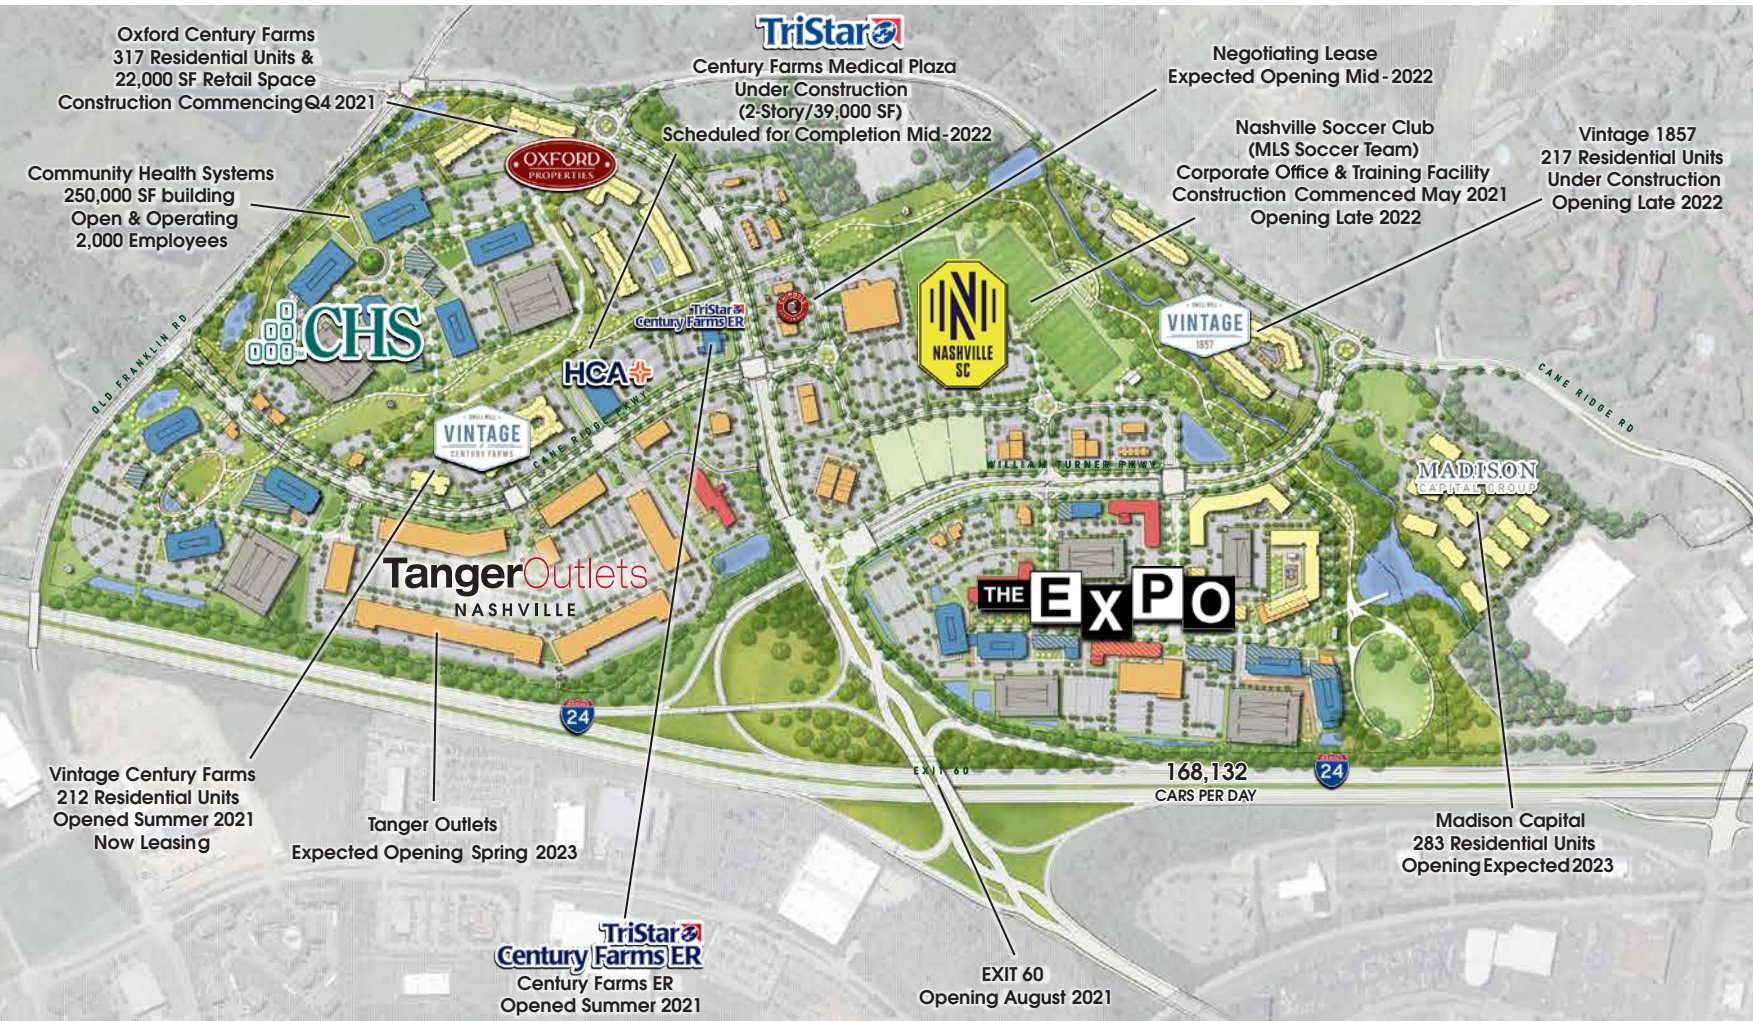 Oxford Century Farms
317 Residential Units &
22,000 SF Retail Space
Construction Commencing Q4 2021
TriStar
Century Farms Medical Plaza
Under Construction
(2-Story/39,000 SF)
Scheduled for Completion Mid-2022
Negotiating Lease
Expected Opening Mid-2022
Nashville Soccer Club
(MLS Soccer Team)
Corporate Office & Training Facility
Construction Commenced May 2021
Opening Late 2022
Vintage 1857
217 Residential Units
Under Construction
Opening Late 2022
Community Health Systems
250,000 SF building
Open & Operating
2,000 Employees
OXFORD
PROPERTIES
CHS
OLD FRANKLIN RD
TriStar
Century Farms ER
HCA
N
NASHVILLE
SC
VINTAGE
1857
CANE RIDGE RD
VINTAGE
CENTURY FARMS
CANE RIDGE PKWY
WILLIAM TURNER PKWY
MADISON
CAPITAL GROUP
Tanger Outlets
NASHVILLE
THE EXPO
24
EXIT 60
168,132
CARS PER DAY
24
Vintage Century Farms
212 Residential Units
Opened Summer 2021
Now Leasing
Tanger Outlets
Expected Opening Spring 2023
TriStar
Century Farms ER
Century Farms ER
Opened Summer 2021
EXIT 60
Opening August 2021
Madison Capital
283 Residential Units
Opening Expected 2023